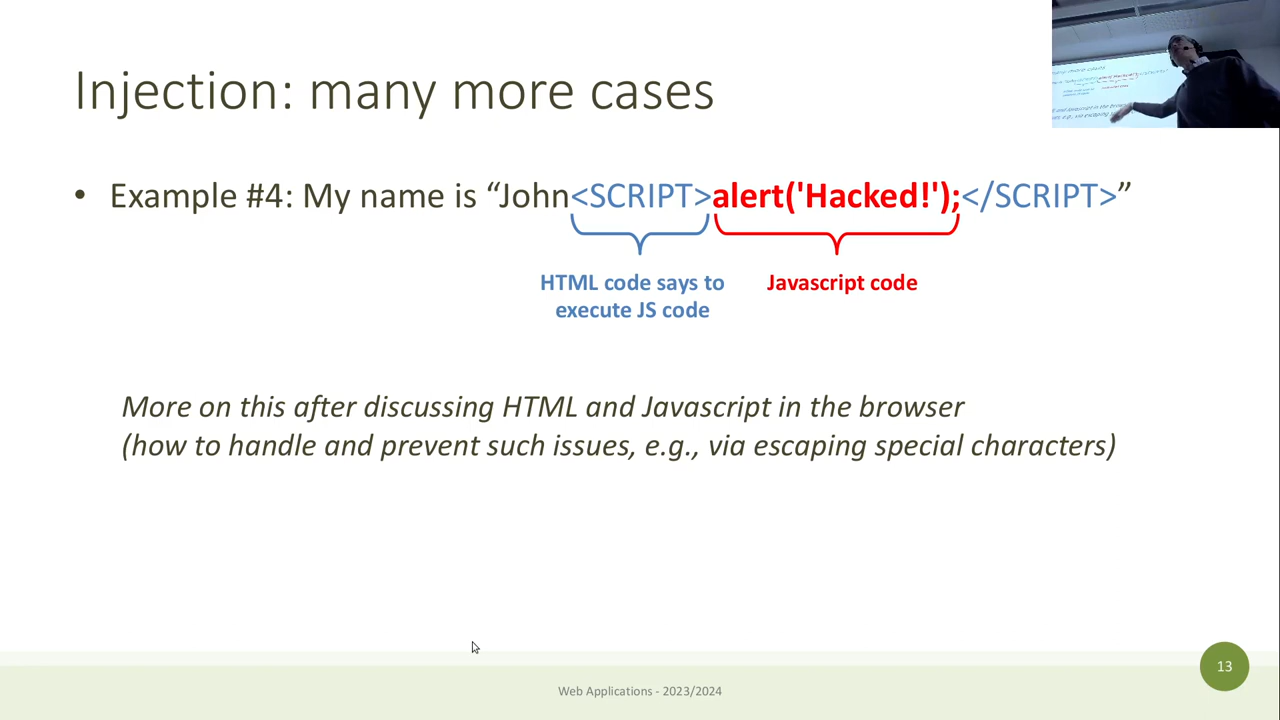 Injection: many more cases
• Example #4: My name is “John<SCRIPT>alert('Hacked!');</SCRIPT>”
HTML code says to
execute JS code
Javascript code
More on this after discussing HTML and Javascript in the browser
(how to handle and prevent such issues, e.g., via escaping special characters)
13
Web Applications - 2023/2024